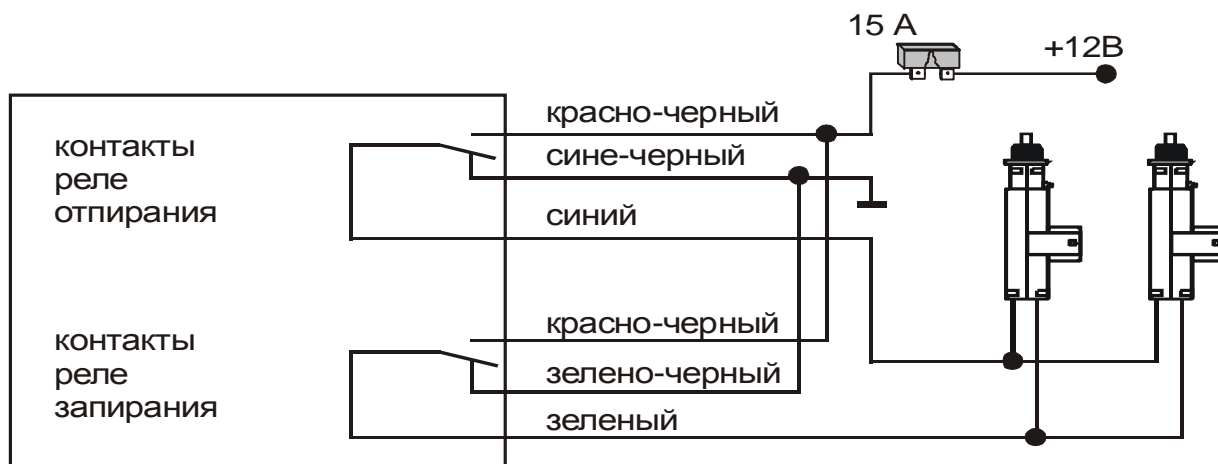 15 А
+12В
контакты
реле
отпирания
красно-черный
сине-черный
синий
контакты
реле
запирания
красно-черный
зелено-черный
зеленый